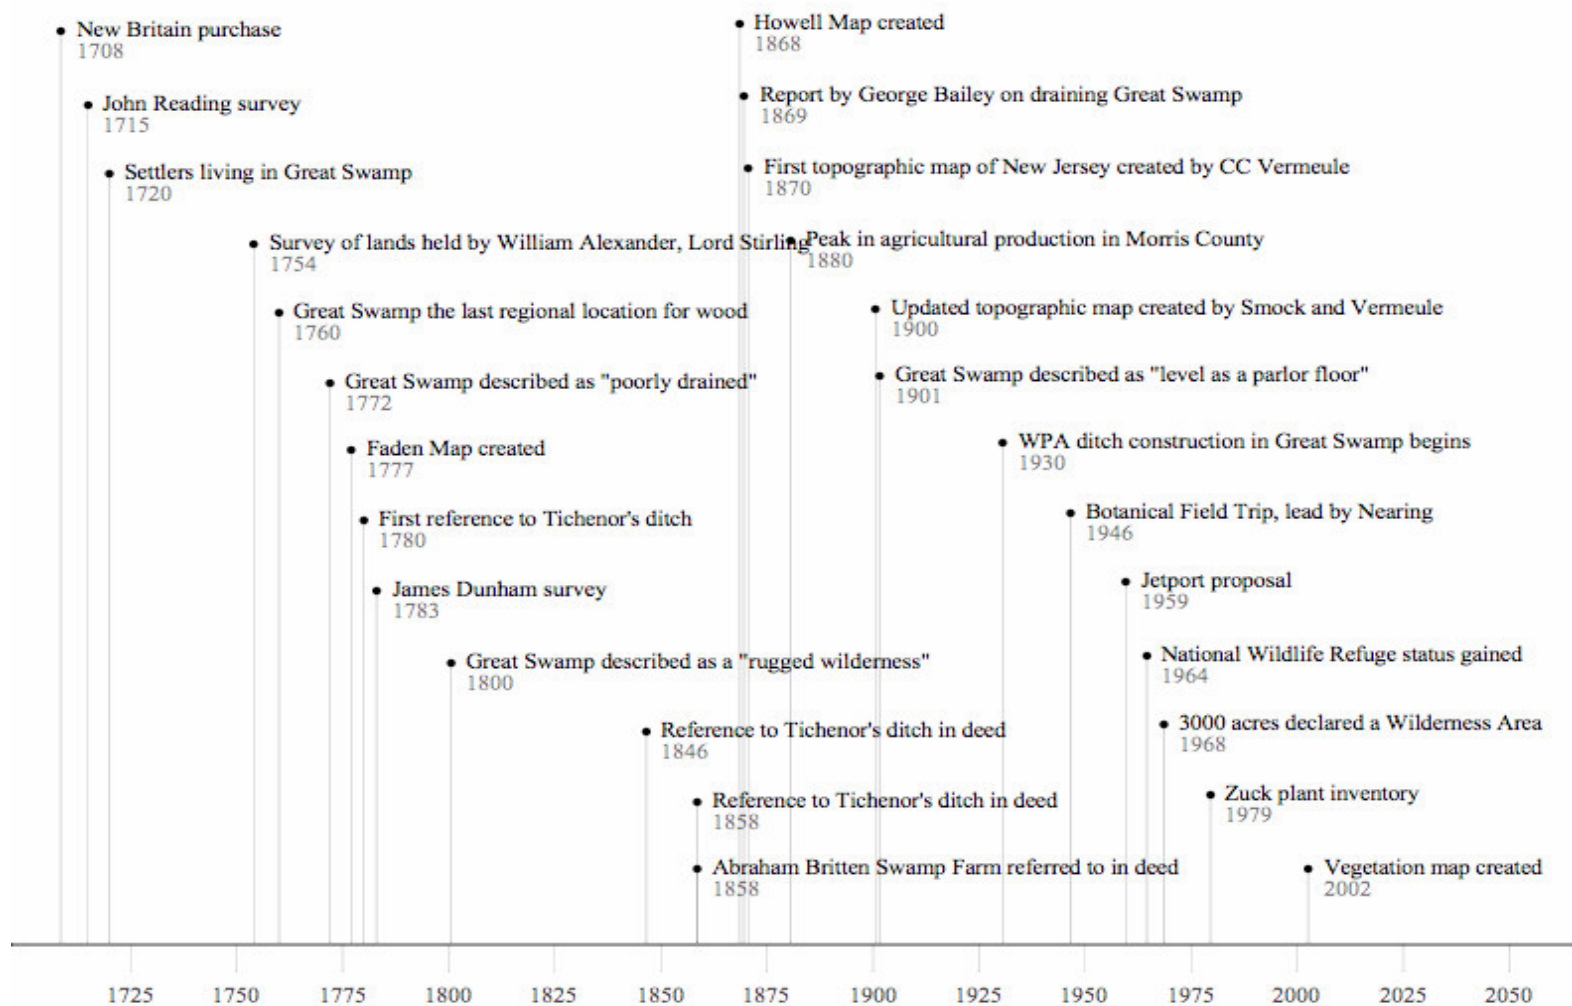 New Britain purchase
1708
John Reading survey
1715
Settlers living in Great Swamp
1720
Survey of lands held by William Alexander, Lord Stirling
1754
Great Swamp the last regional location for wood
1760
Great Swamp described as "poorly drained"
1772
Faden Map created
1777
First reference to Tichenor's ditch
1780
James Dunham survey
1783
Great Swamp described as a "rugged wilderness"
1800
Reference to Tichenor's ditch in deed
1846
Reference to Tichenor's ditch in deed
1858
Abraham Britten Swamp Farm referred to in deed
1858
Howell Map created
1868
Report by George Bailey on draining Great Swamp
1869
First topographic map of New Jersey created by CC Vermeule
1870
Peak in agricultural production in Morris County
1880
Updated topographic map created by Smock and Vermeule
1900
Great Swamp described as "level as a parlor floor"
1901
WPA ditch construction in Great Swamp begins
1930
Botanical Field Trip, lead by Nearing
1946
Jetport proposal
1959
National Wildlife Refuge status gained
1964
3000 acres declared a Wilderness Area
1968
Zuck plant inventory
1979
Vegetation map created
2002
1725 1750 1775 1800 1825 1850 1875 1900 1925 1950 1975 2000 2025 2050